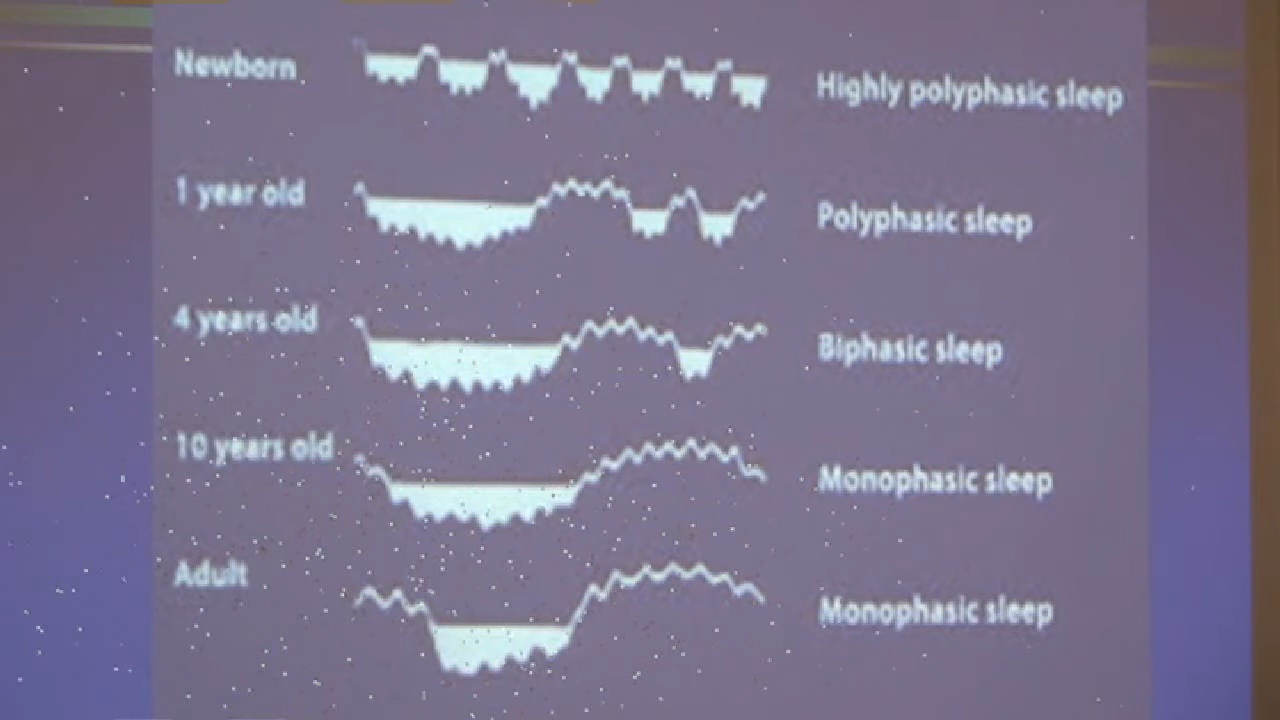 Newborn
Highly polyphasic sleep
1 year old
Polyphasic sleep
4 years old
Biphasic sleep
10 years old
Monophasic sleep
Adult
Monophasic sleep